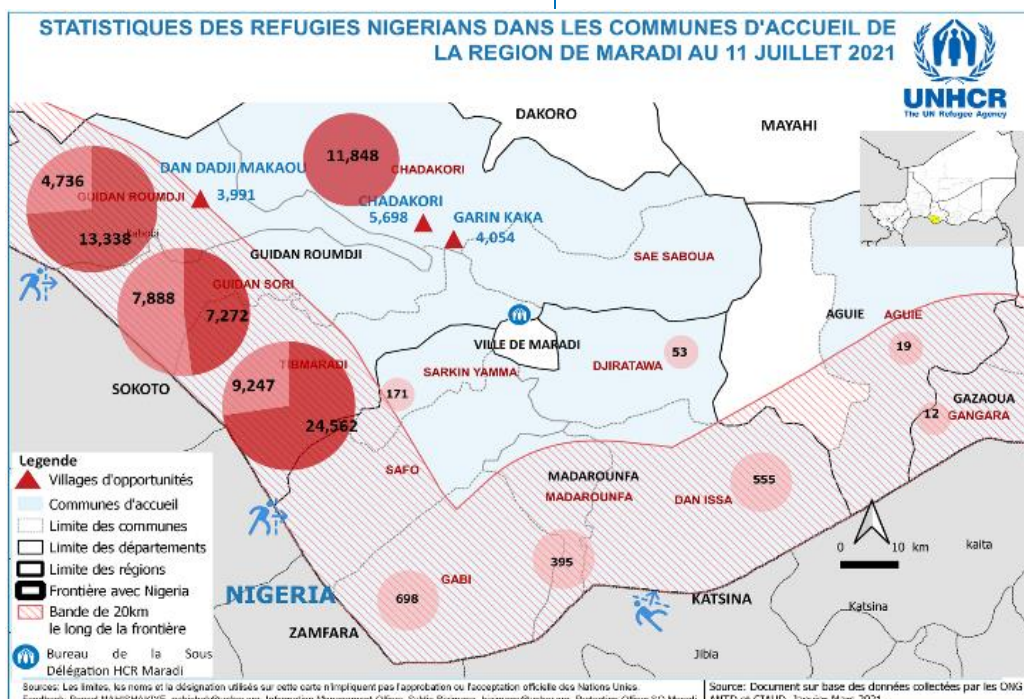 STATISTIQUES DES REFUGIES NIGERIANS DANS LES COMMUNES D'ACCUEIL DE
LA REGION DE MARADI AU 11 JUILLET 2021
UNHCR
The UN Refugee Agency
DAKORO
MAYAHI
11,848
CHADAKORI
DAN DADJI MAKAOU
3,991
4,736
GUIDAN ROUMDJI
13,338
CHADAKORI
5,698
GARIN KAKA
4,054
GUIDAN ROUMDJI
SAE SABOUA
GUIDAN SORI
7,888
7,272
AGUIE
AGUIE
19
VILLE DE MARADI
53
DJIRATAWA
SARKIN YAMMA
TIBMARADI
9,247
24,562
SOKOTO
171
12
GAZAOUA
GANGARA
SAFO
MADAROUNFA
MADAROUNFA
DAN ISSA
555
395
GABI
698
NIGERIA
ZAMFARA
KATSINA
kaita
Katsina
Jibia
0 10 km
Legende
Villages d'opportunités
Communes d'accueil
Limite des communes
Limite des départements
Limite des régions
Frontière avec Nigeria
Bande de 20km
le long de la frontière
Bureau de la Sous
Délégation HCR Maradi
Sources: Les limites, les noms et la désignation utilisés sur cette carte n'impliquent pas l'approbation ou l'acceptation officielle des Nations Unies.
Source: Document sur base des données collectées par les ONG